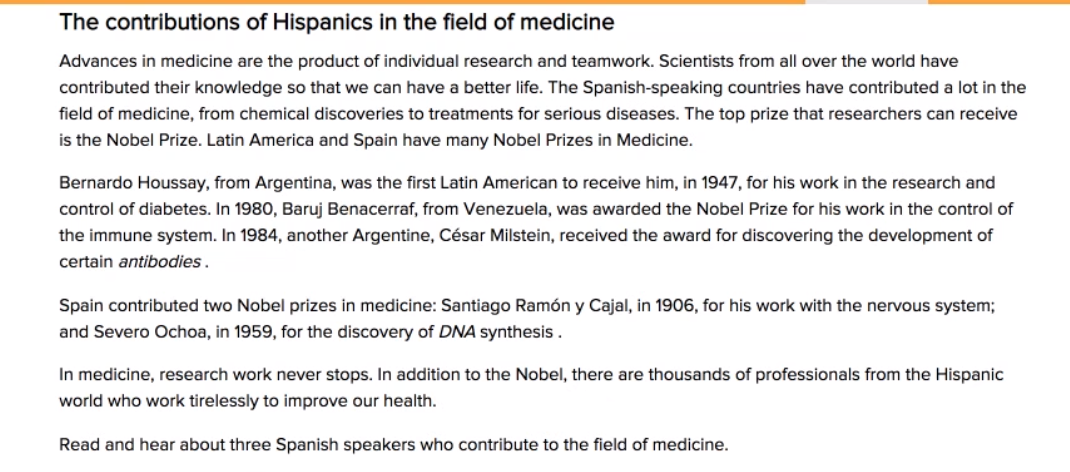 The contributions of Hispanics in the field of medicine
Advances in medicine are the product of individual research and teamwork. Scientists from all over the world have
contributed their knowledge so that we can have a better life. The Spanish-speaking countries have contributed a lot in the
field of medicine, from chemical discoveries to treatments for serious diseases. The top prize that researchers can receive
is the Nobel Prize. Latin America and Spain have many Nobel Prizes in Medicine.
Bernardo Houssay, from Argentina, was the first Latin American to receive him, in 1947, for his work in the research and
control of diabetes. In 1980, Baruj Benacerraf, from Venezuela, was awarded the Nobel Prize for his work in the control of
the immune system. In 1984, another Argentine, César Milstein, received the award for discovering the development of
certain antibodies .
Spain contributed two Nobel prizes in medicine: Santiago Ramón y Cajal, in 1906, for his work with the nervous system;
and Severo Ochoa, in 1959, for the discovery of DNA synthesis .
In medicine, research work never stops. In addition to the Nobel, there are thousands of professionals from the Hispanic
world who work tirelessly to improve our health.
Read and hear about three Spanish speakers who contribute to the field of medicine.